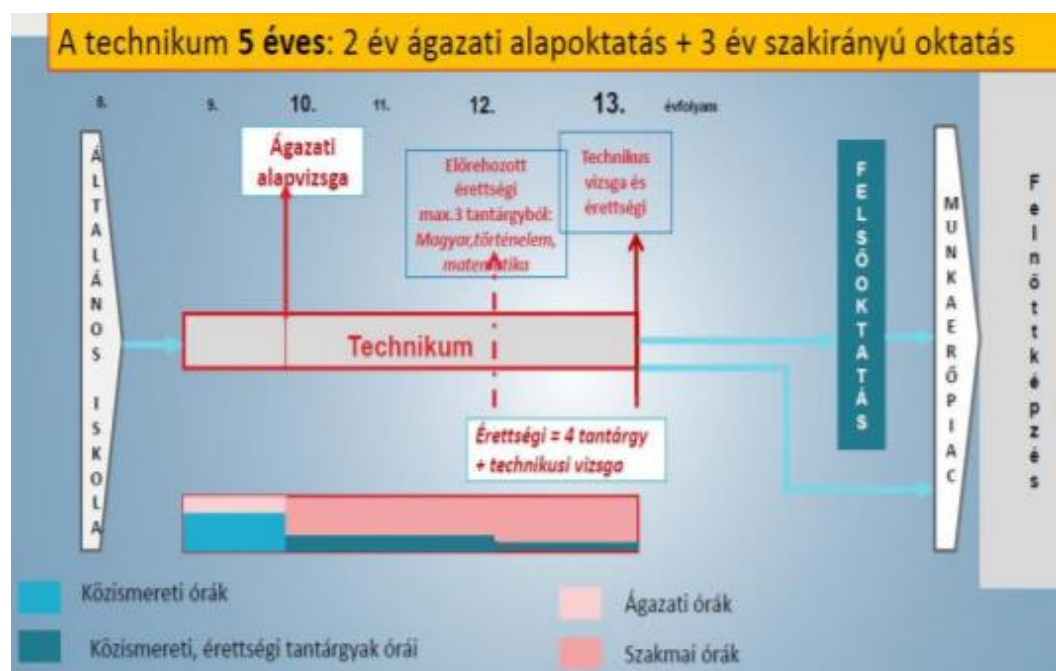 A technikum 5 éves: 2 év ágazati alapoktatás + 3 év szakirányú oktatás
8. 9. 10. 11. 12. 13. évfolyam
ÁLTALÁNOS ISKOLA
Ágazati
alapvizsga
Előrehozott
érettségi
max.3 tantárgyból:
Magyar,történelem,
matematika
Technikus
vizsga és
érettségi
Technikum
Érettségi = 4 tantárgy
+ technikusi vizsga
FELSŐOKTATÁS
MUNKAERŐPIAC
Felnőttképzés
Közismereti órák
Ágazati órák
Közismereti, érettségi tantárgyak órái
Szakmai órák